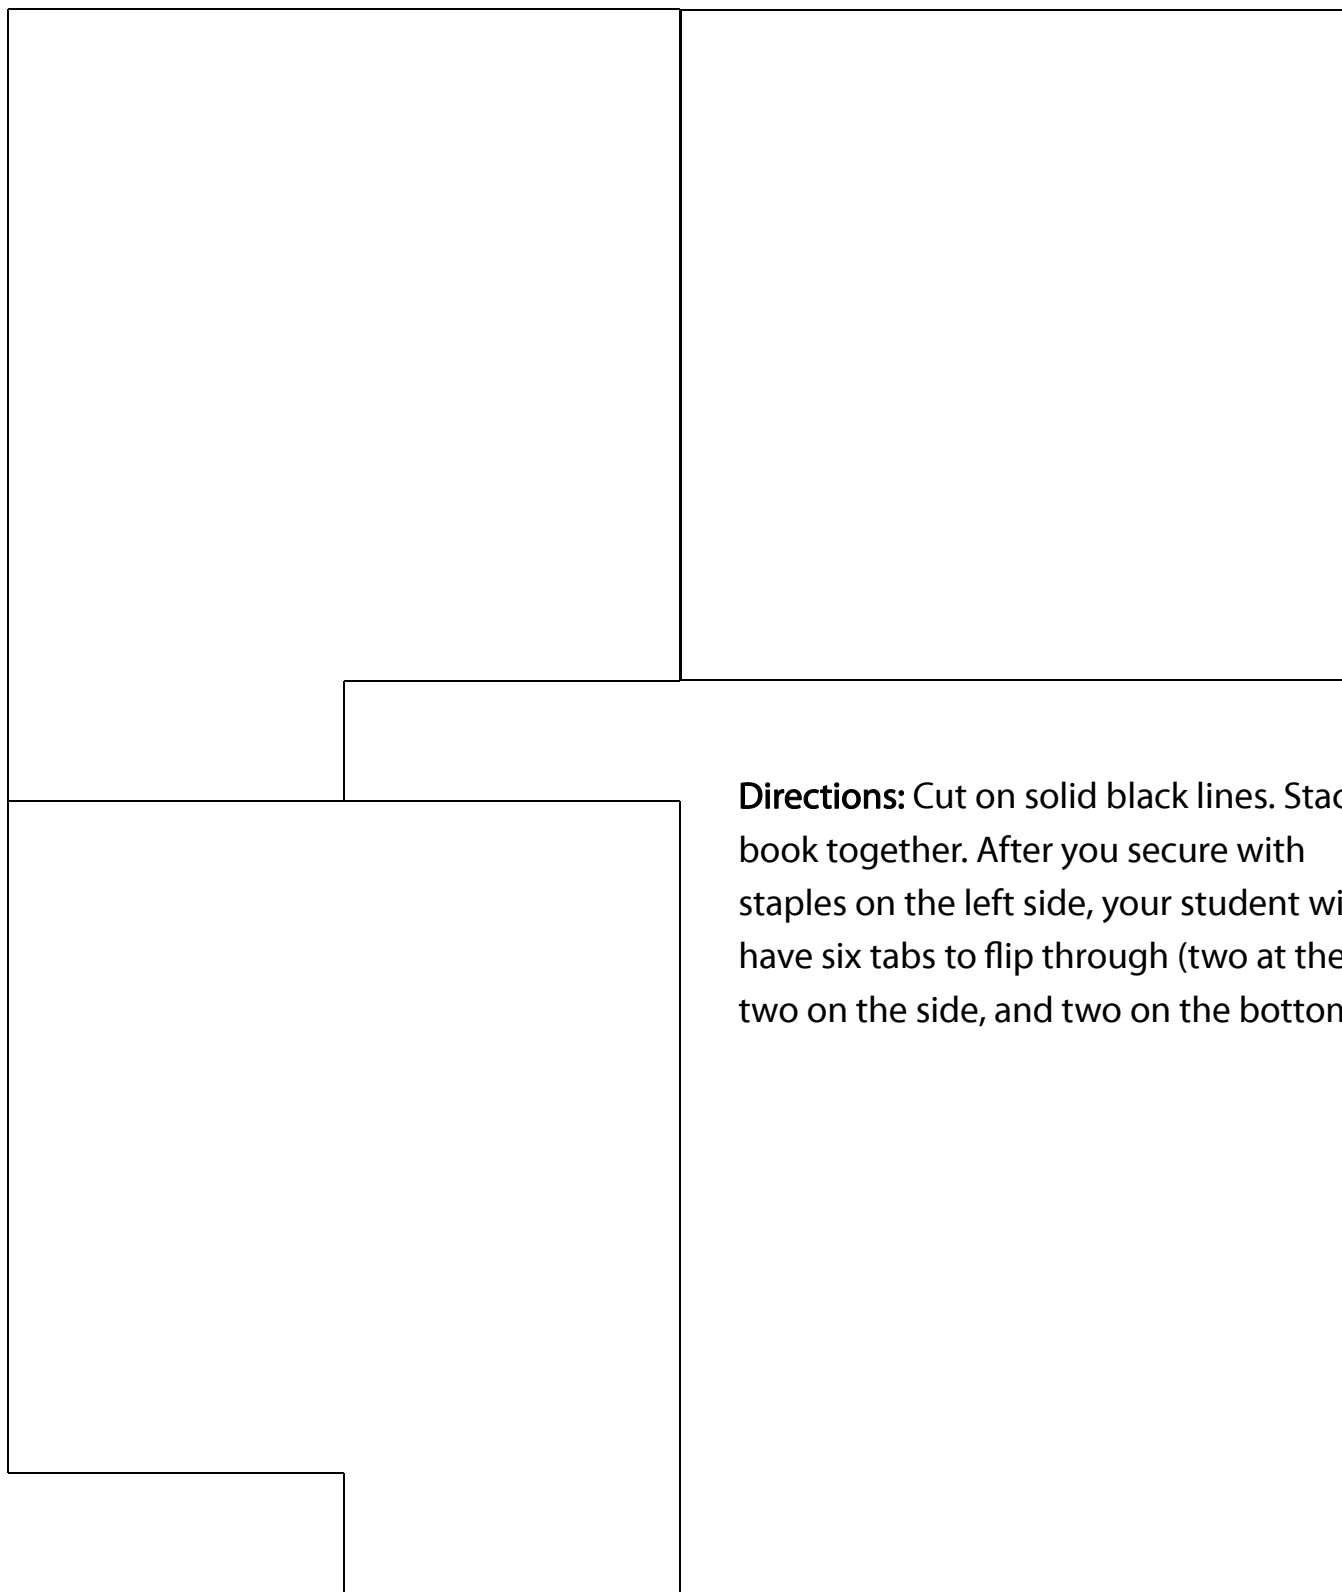 Directions: Cut on solid black lines. Stac
book together. After you secure with
staples on the left side, your student wi
have six tabs to flip through (two at the
two on the side, and two on the bottom